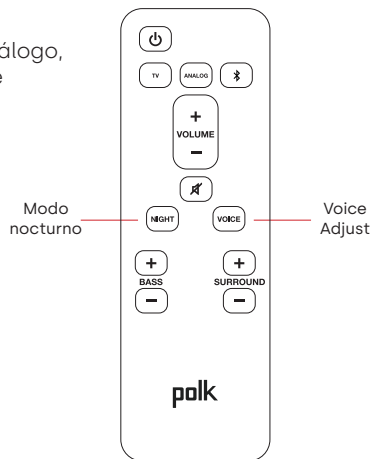 álogo,
e
TV ANALOG
+
VOLUME
−
Modo
nocturno
NIGHT VOICE
Voice
Adjust
+ +
BASS SURROUND
− −
polk